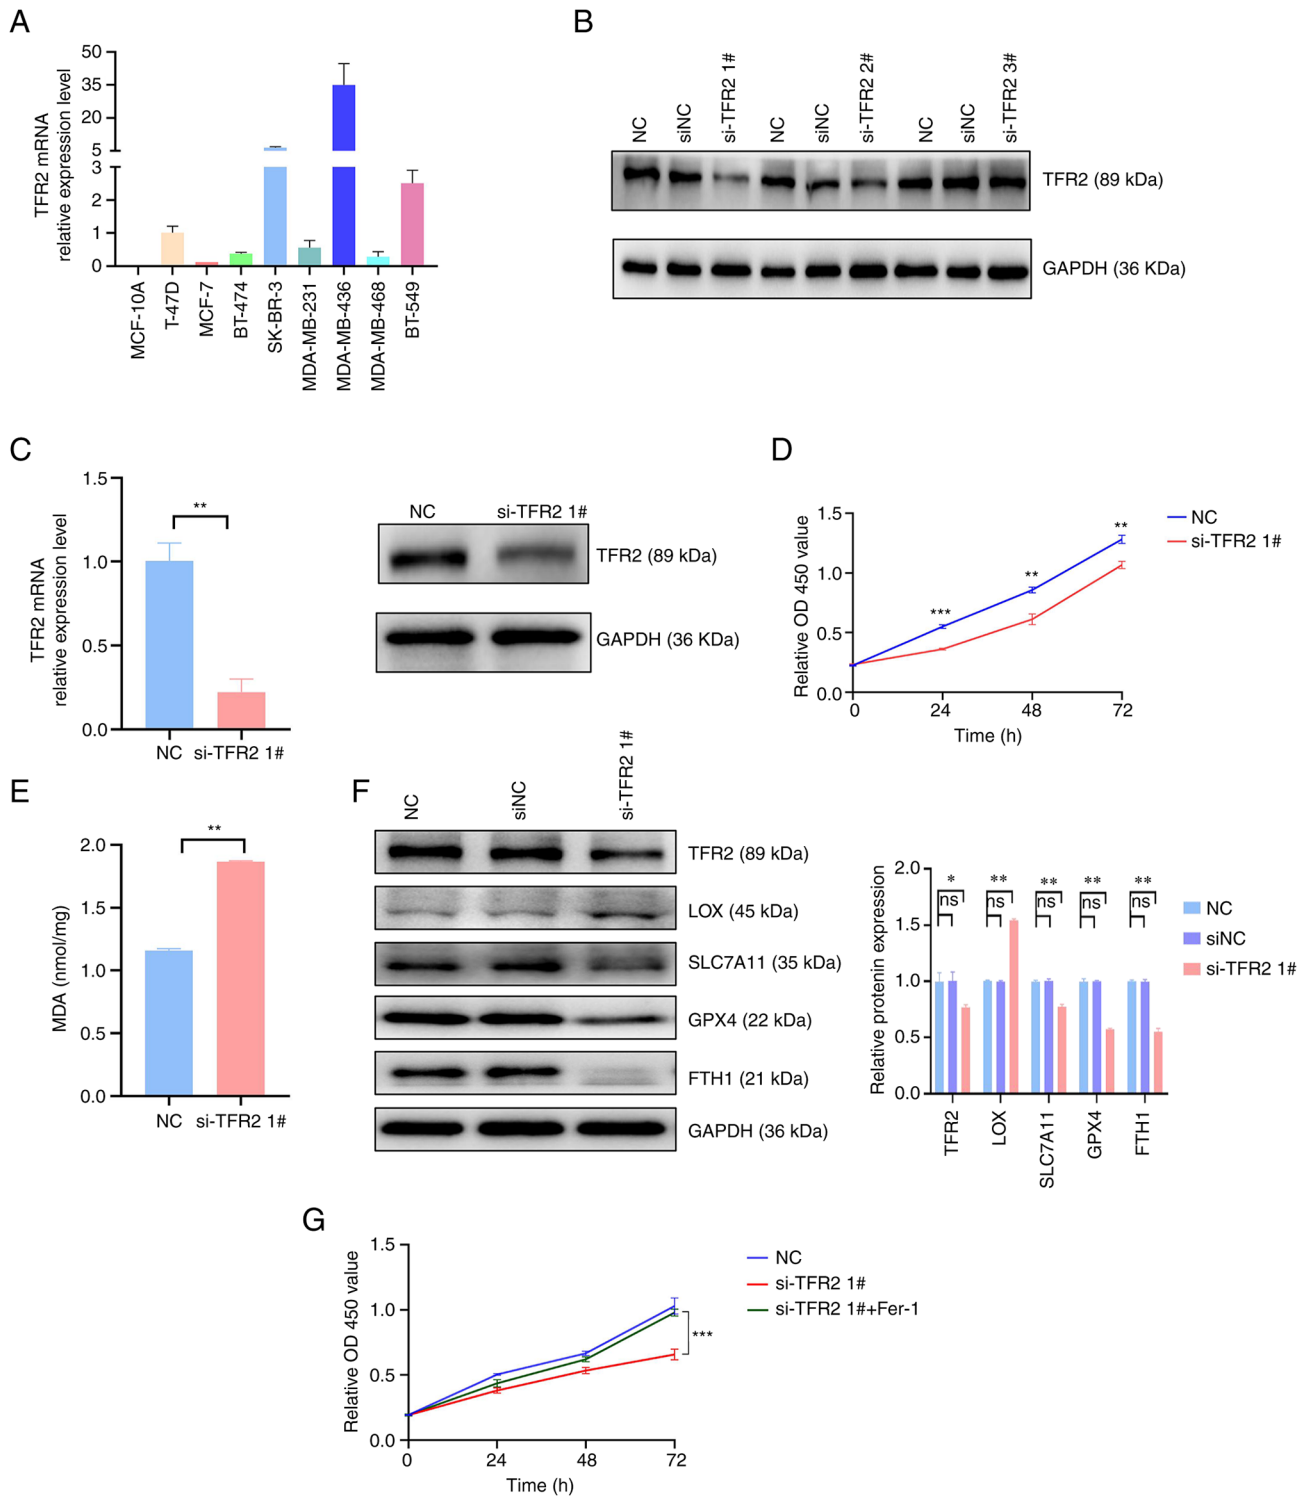 A
TFR2 mRNA
relative expression level
50
35
20
5
3
2
1
0
MCF-10A
T-47D
MCF-7
BT-474
SK-BR-3
MDA-MB-231
MDA-MB-436
MDA-MB-468
BT-549
B
NC
siNC
si-TFR2 1#
NC
siNC
si-TFR2 2#
NC
siNC
si-TFR2 3#
TFR2 (89 kDa)
GAPDH (36 KDa)
C
TFR2 mRNA
relative expression level
1.5
1.0
0.5
0.0
**
NC
si-TFR2 1#
NC
si-TFR2 1#
TFR2 (89 kDa)
GAPDH (36 KDa)
D
Relative OD 450 value
1.5
1.0
0.5
0.0
***
**
**
0
24
48
72
Time (h)
NC
si-TFR2 1#
E
MDA (nmol/mg)
2.0
1.5
1.0
0.5
0.0
**
NC
si-TFR2 1#
F
NC
siNC
si-TFR2 1#
TFR2 (89 kDa)
LOX (45 kDa)
SLC7A11 (35 kDa)
GPX4 (22 kDa)
FTH1 (21 kDa)
GAPDH (36 kDa)
Relative protenin expression
2.0
1.5
1.0
0.5
0.0
*
**
**
**
**
ns
ns
ns
ns
ns
TFR2
LOX
SLC7A11
GPX4
FTH1
NC
siNC
si-TFR2 1#
G
Relative OD 450 value
1.5
1.0
0.5
0.0
***
0
24
48
72
Time (h)
NC
si-TFR2 1#
si-TFR2 1#+Fer-1